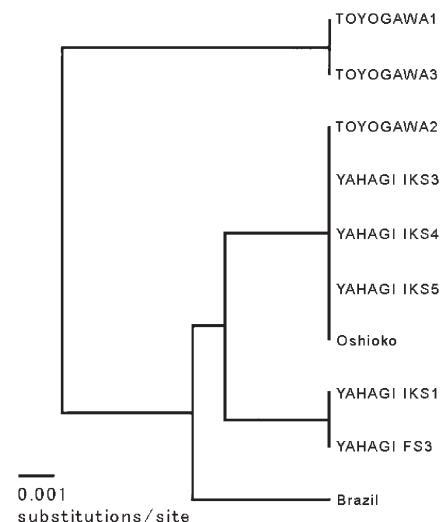 TOYOGAWA1
TOYOGAWA3
TOYOGAWA2
YAHAGI IKS3
YAHAGI IKS4
YAHAGI IKS5
Oshioko
YAHAGI IKS1
YAHAGI FS3
Brazil
0.001
substitutions/site